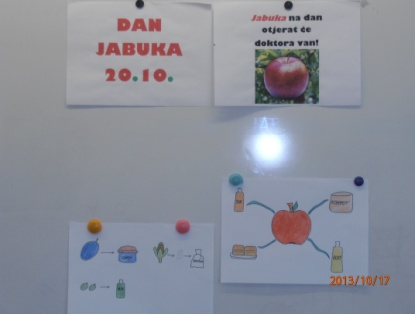 DAN
JABUKA
20.10.
Jabuka na dan
otjerat će
doktora van!
2013/10/17